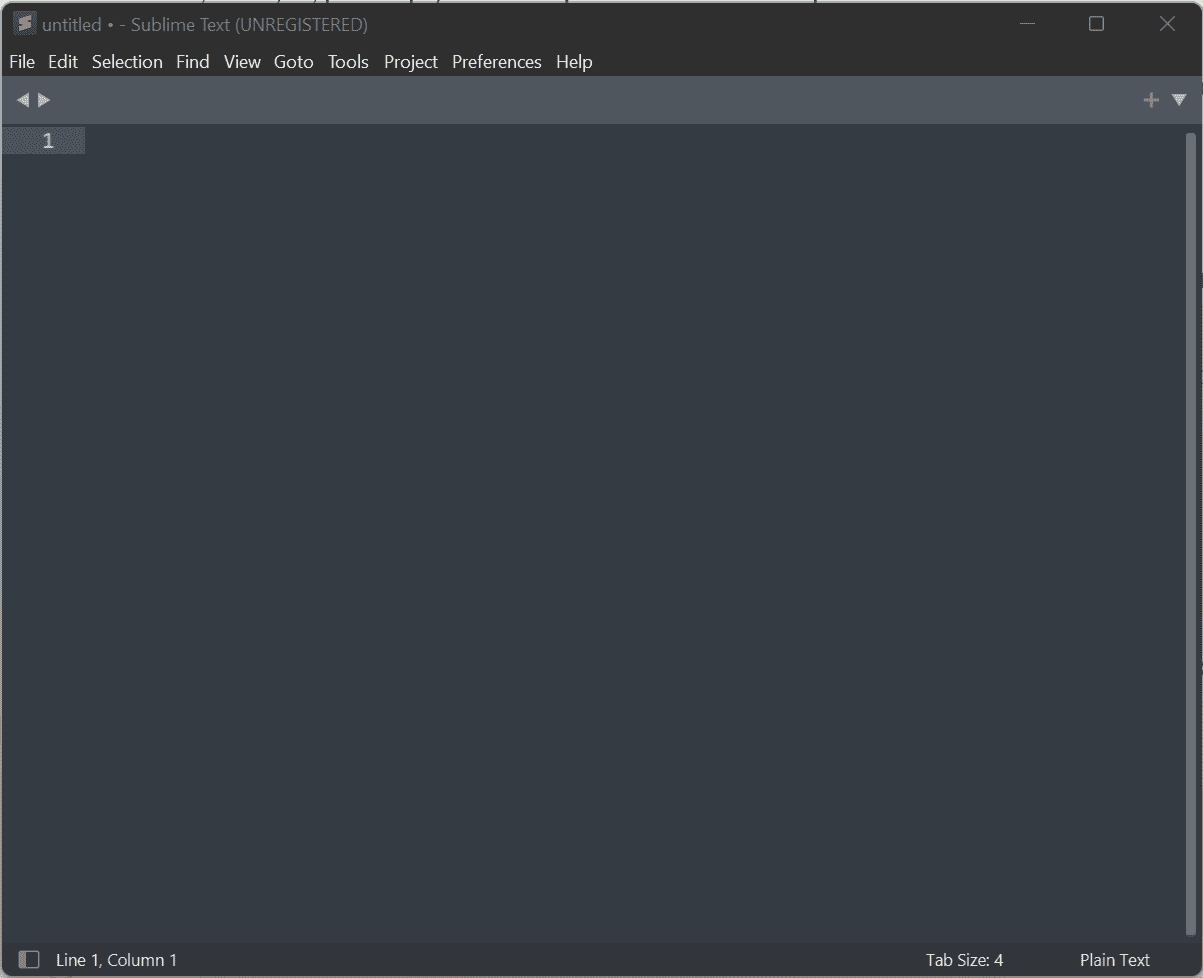 untitled • - Sublime Text (UNREGISTERED)
File Edit Selection Find View Goto Tools Project Preferences Help
1
Line 1, Column 1 Tab Size: 4 Plain Text